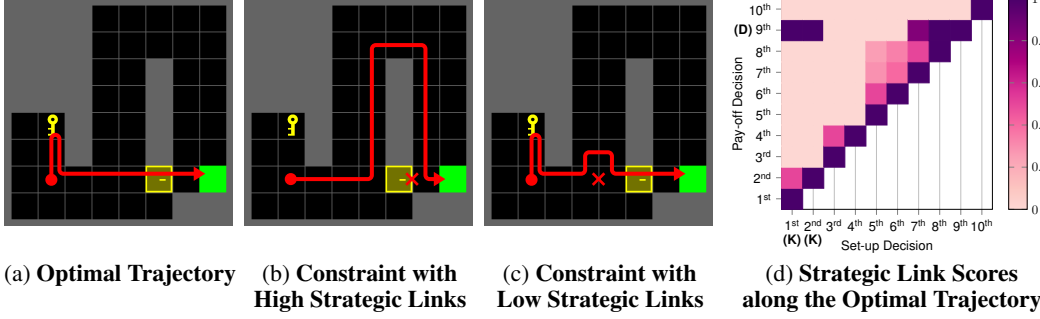 10th
9th
(D)
8th
7th
6th
5th
4th
3rd
2nd
1st
Pay-off Decision
1st 2nd 3rd 4th 5th 6th 7th 8th 9th 10th
(K) (K)
Set-up Decision
0
(a) Optimal Trajectory
(b) Constraint with
High Strategic Links
(c) Constraint with
Low Strategic Links
(d) Strategic Link Scores
along the Optimal Trajectory